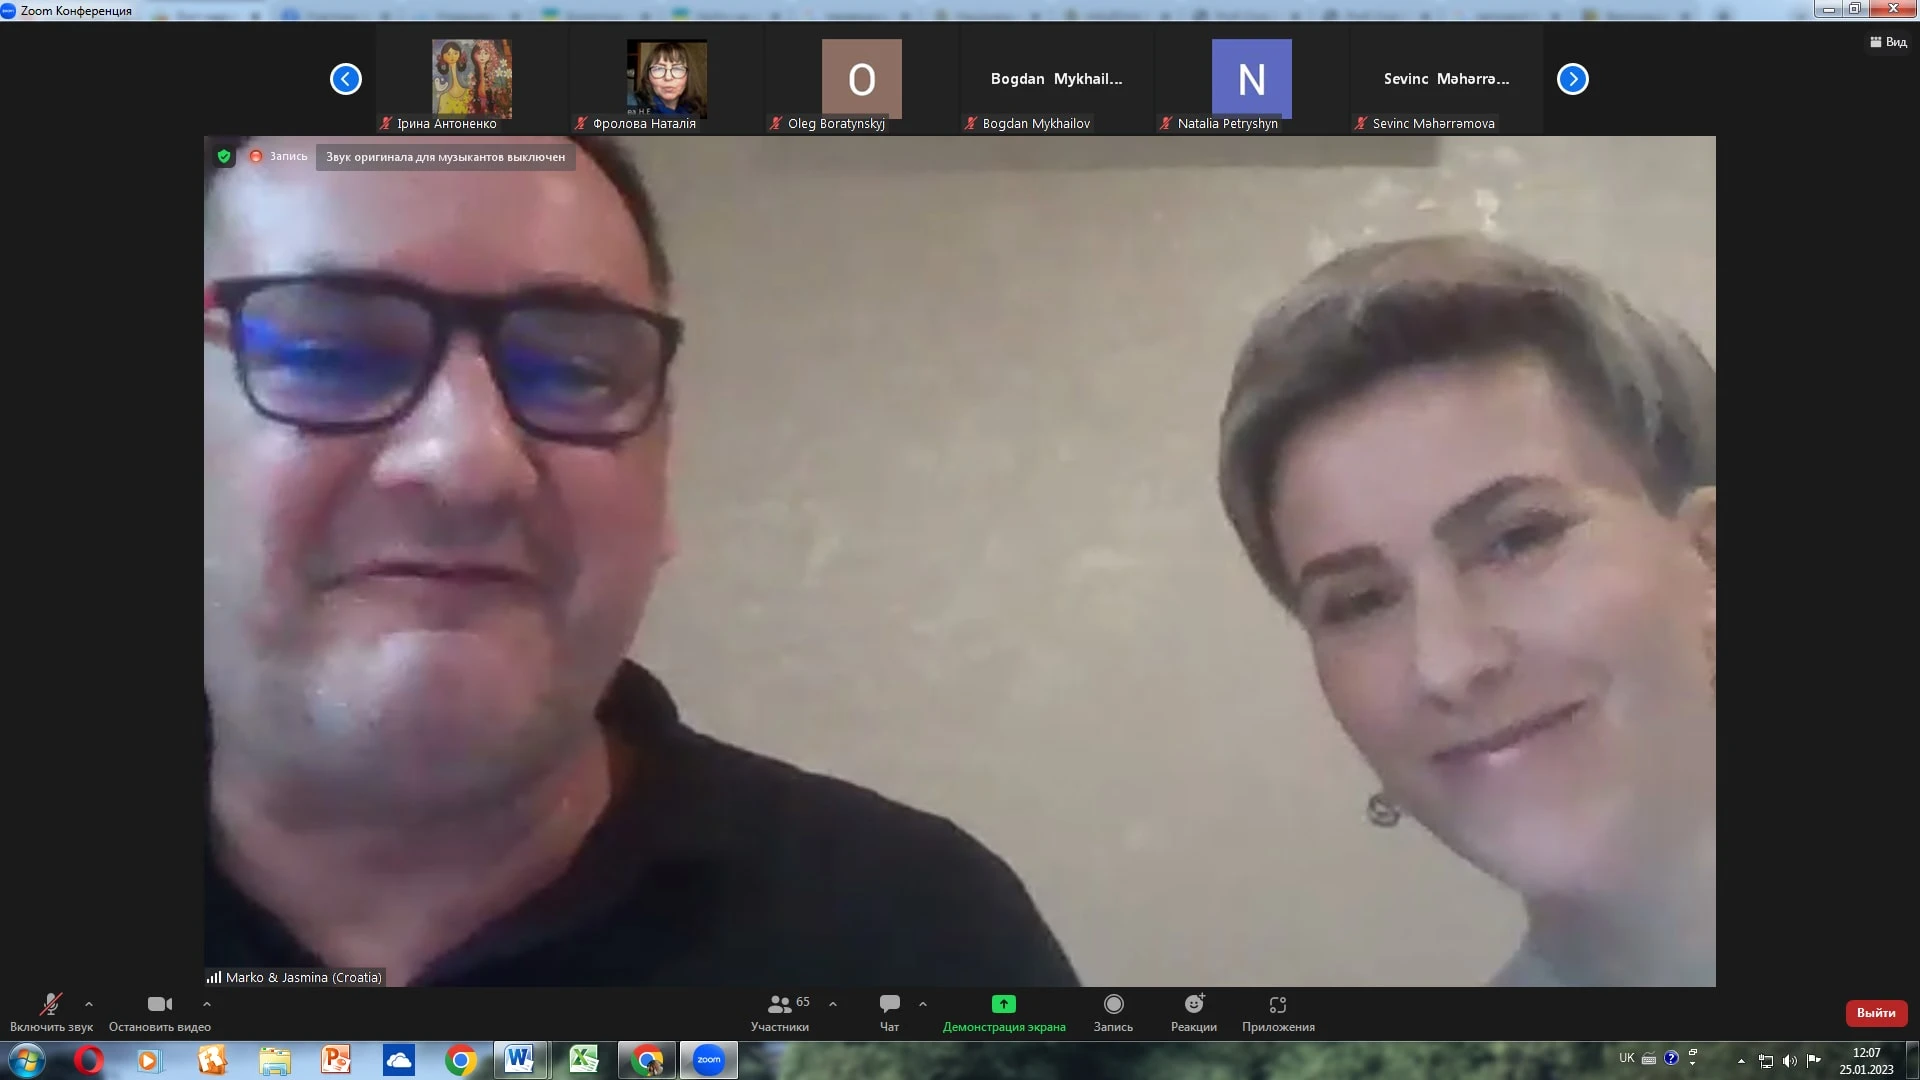 Zoom Конференция
Вид
O
Bogdan Mykhail...
N
Sevinc Məhərrə...
Ірина Антоненко
Фролова Наталія
Oleg Boratynskyj
Bogdan Mykhailov
Natalia Petryshyn
Sevinc Məhərrəmova
Запись
Звук оригинала для музыкантов выключен
Marko & Jasmina (Croatia)
65
Включить звук
Остановить видео
Участники
Чат
Демонстрация экрана
Запись
Реакции
Приложения
Выйти
zoom
UK
12:07
25.01.2023